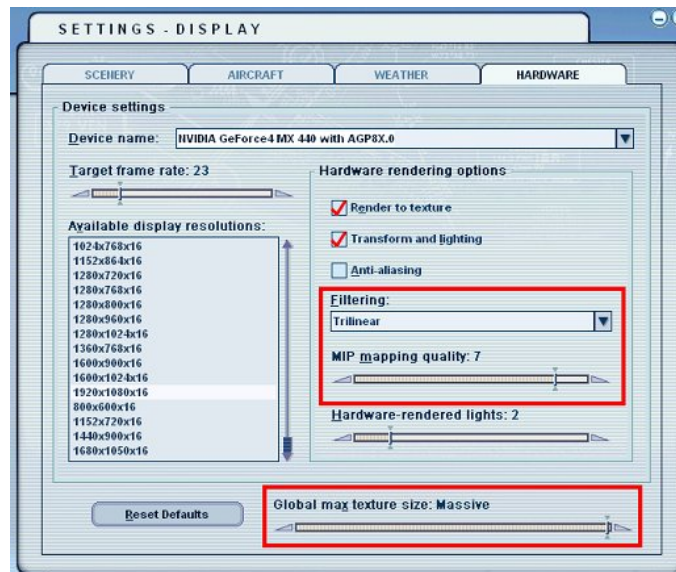 SETTINGS - DISPLAY
SCENERY
AIRCRAFT
WEATHER
HARDWARE
Device settings
Device name: NVIDIA GeForce4 MX 440 with AGP8X.0
Target frame rate: 23
Available display resolutions:
1024x768x16
1152x864x16
1280x720x16
1280x768x16
1280x800x16
1280x960x16
1280x1024x16
1360x768x16
1600x900x16
1600x1024x16
1920x1080x16
800x600x16
1152x720x16
1440x900x16
1680x1050x16
Hardware rendering options
Render to texture
Transform and lighting
Anti-aliasing
Filtering:
Trilinear
MIP mapping quality: 7
Hardware-rendered lights: 2
Reset Defaults
Global max texture size: Massive